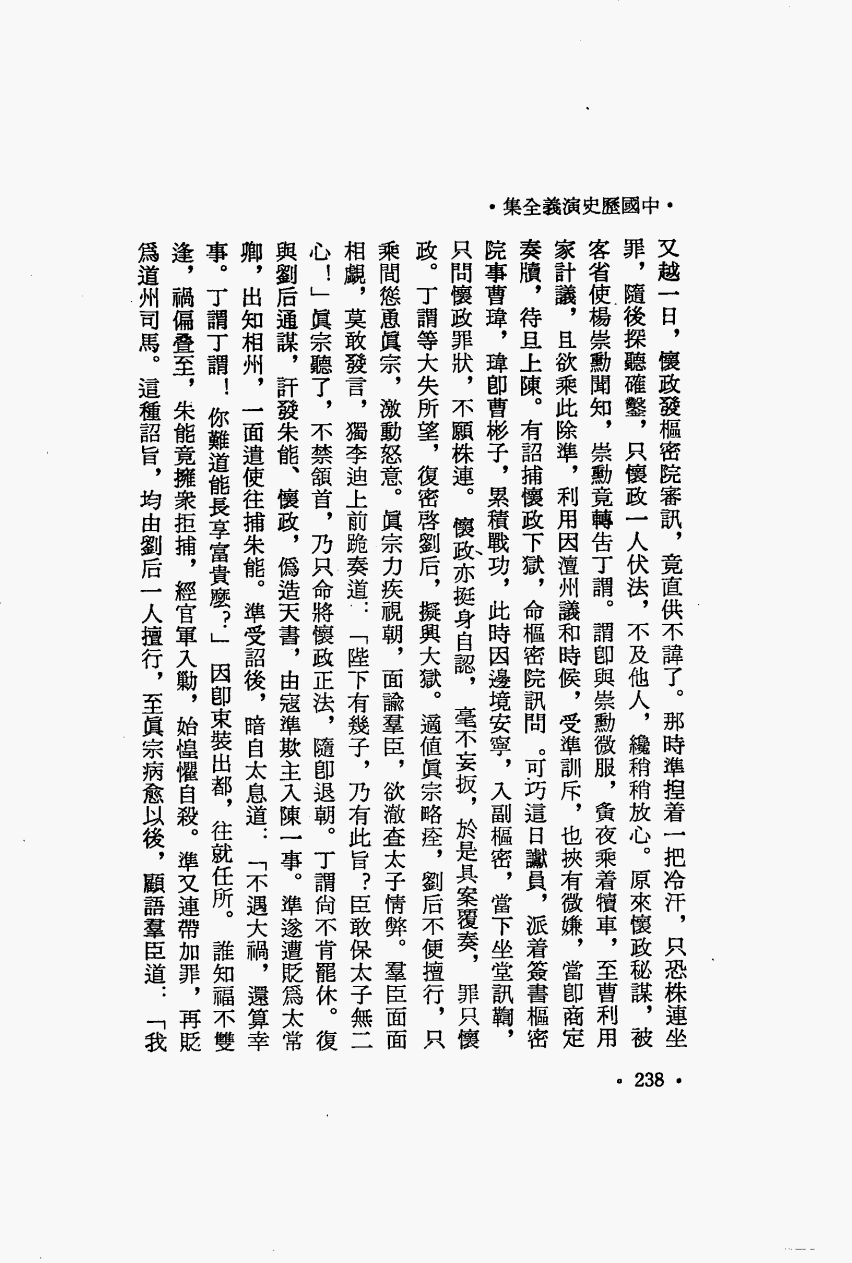 ·中國歷史演義全集·
又越一日，懷政發樞密院審訊，竟直供不諱了。那時準揑着一把冷汗，只恐株連坐
罪，隨後探聽確鑿，只懷政一人伏法，不及他人，纔稍稍放心。原來懷政秘謀，被
客省使楊崇勳聞知，崇勳竟轉告丁謂。謂卽與崇勳微服，夤夜乘着犢車，至曹利用
家計議，且欲乘此除準，利用因澶州議和時候，受準訓斥，也挾有微嫌，當卽商定
奏牘，待旦上陳。有詔捕懷政下獄，命樞密院訊問。可巧這日讞員，派着簽書樞密
院事曹瑋，瑋卽曹彬子，累積戰功，此時因邊境安寧，入副樞密，當下坐堂訊鞫，
只問懷政罪狀，不願株連。懷政亦挺身自認，毫不妄扳，於是具案覆奏，罪只懷
政。丁謂等大失所望，復密啓劉后，擬興大獄。適值眞宗略痊，劉后不便擅行，只
乘間慫恿眞宗，激動怒意。眞宗力疾視朝，面諭羣臣，欲澈査太子情弊。羣臣面面
相覷，莫敢發言，獨李迪上前跪奏道：「陛下有幾子，乃有此旨？臣敢保太子無二
心！」眞宗聽了，不禁頷首，乃只命將懷政正法，隨卽退朝。丁謂尙不肯罷休。復
與劉后通謀，訐發朱能、懷政，僞造天書，由寇準欺主入陳一事。準遂遭貶爲太常
卿，出知相州，一面遣使往捕朱能。準受詔後，暗自太息道：「不遇大禍，還算幸
事。丁謂丁謂！你難道能長享富貴麼？」因卽束裝出都，往就任所。誰知福不雙
逢，禍偏叠至，朱能竟擁衆拒捕，經官軍入勦，始惶懼自殺。準又連帶加罪，再貶
爲道州司馬。這種詔旨，均由劉后一人擅行，至眞宗病愈以後，顧語羣臣道：「我
·238·